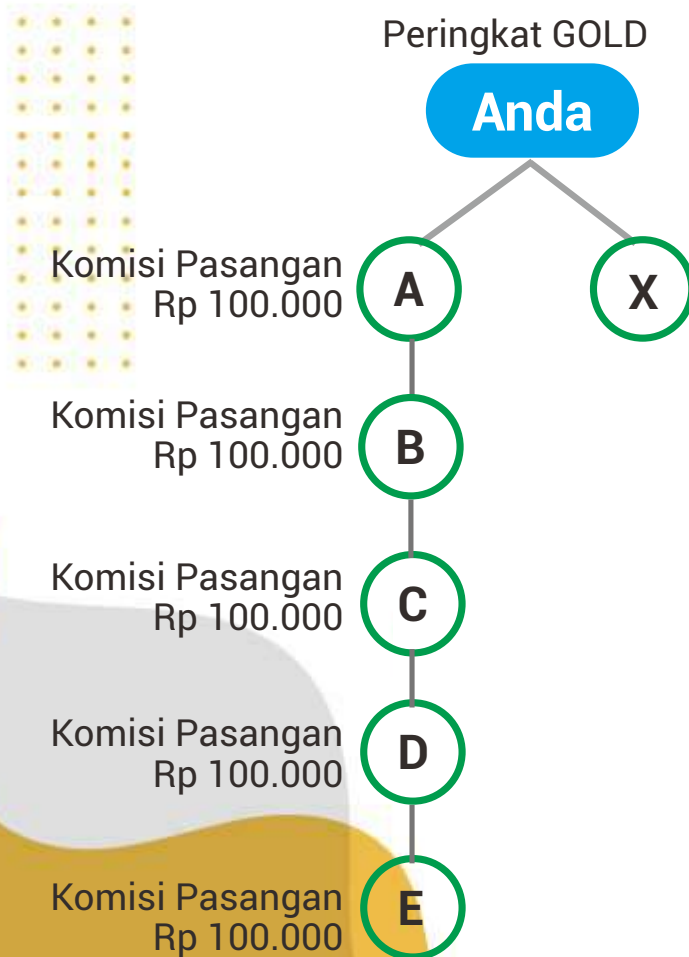 Peringkat GOLD
Anda
Komisi Pasangan
Rp 100.000
A
X
Komisi Pasangan
Rp 100.000
B
Komisi Pasangan
Rp 100.000
C
Komisi Pasangan
Rp 100.000
D
Komisi Pasangan
Rp 100.000
E